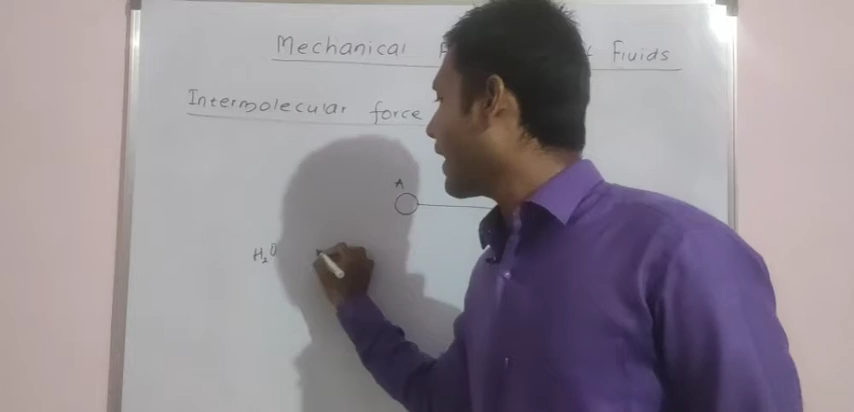 Mechanical Fluids
Intermolecular force
A
H₂O